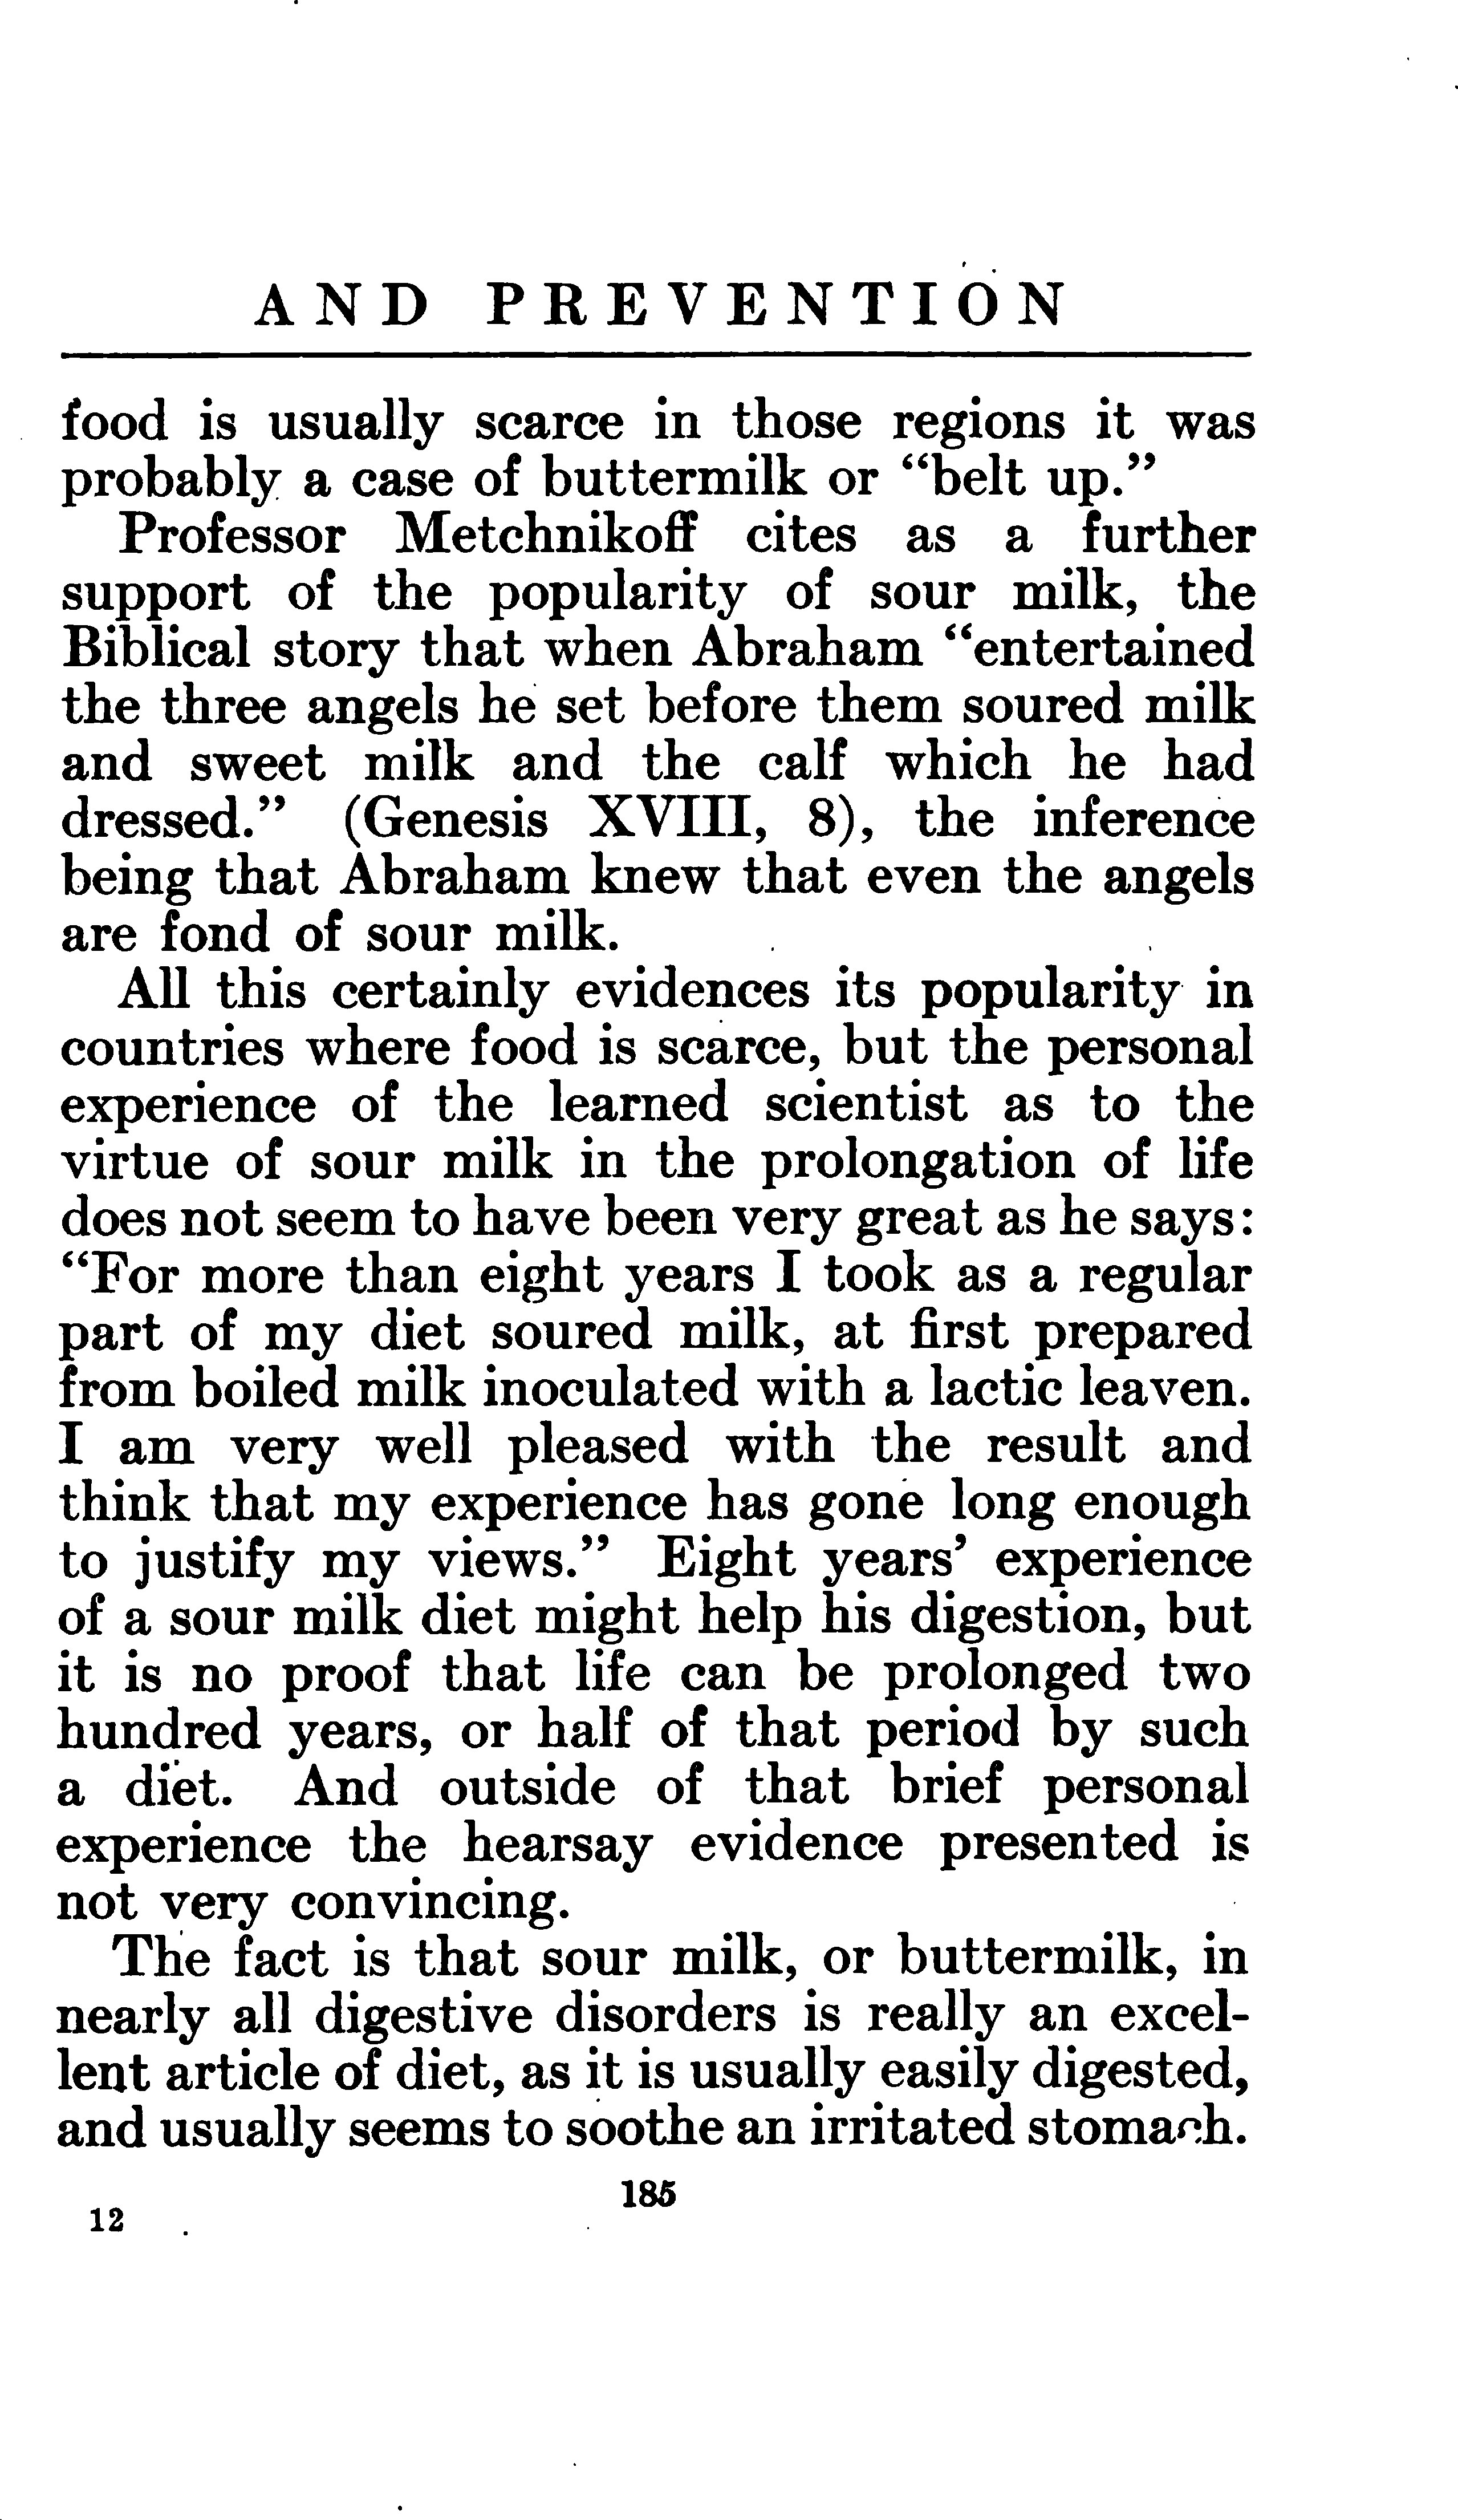 AND PREVENTION
food is usually scarce in those regions it was
probably a case of buttermilk or “belt up.”
Professor Metchnikoff cites as a further
support of the popularity of sour milk, the
Biblical story that when Abraham “entertained
the three angels he set before them soured milk
and sweet milk and the calf which he had
dressed.” (Genesis XVIII, 8), the inference
being that Abraham knew that even the angels
are fond of sour milk.
All this certainly evidences its popularity in
countries where food is scarce, but the personal
experience of the learned scientist as to the
virtue of sour milk in the prolongation of life
does not seem to have been very great as he says:
“For more than eight years I took as a regular
part of my diet soured milk, at first prepared
from boiled milk inoculated with a lactic leaven.
I am very well pleased with the result and
think that my experience has gone long enough
to justify my views.” Eight years’ experience
of a sour milk diet might help his digestion, but
it is no proof that life can be prolonged two
hundred years, or half of that period by such
a diet. And outside of that brief personal
experience the hearsay evidence presented is
not very convincing.
The fact is that sour milk, or buttermilk, in
nearly all digestive disorders is really an excel-
lent article of diet, as it is usually easily digested,
and usually seems to soothe an irritated stomach.
185
12